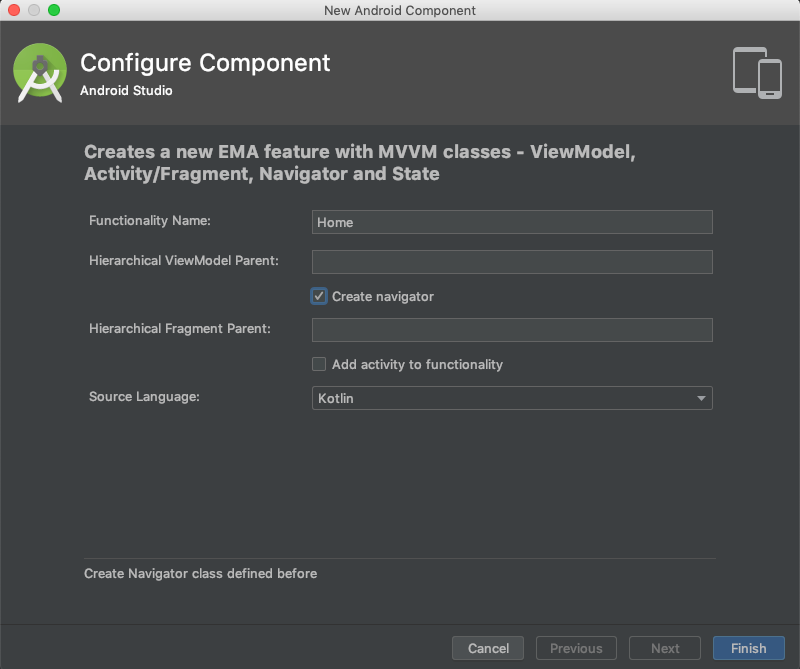 New Android Component
Configure Component
Android Studio
Creates a new EMA feature with MVVM classes - ViewModel,
Activity/Fragment, Navigator and State
Functionality Name:
Home
Hierarchical ViewModel Parent:
Create navigator
Hierarchical Fragment Parent:
Add activity to functionality
Source Language:
Kotlin
Create Navigator class defined before
Cancel
Previous
Next
Finish